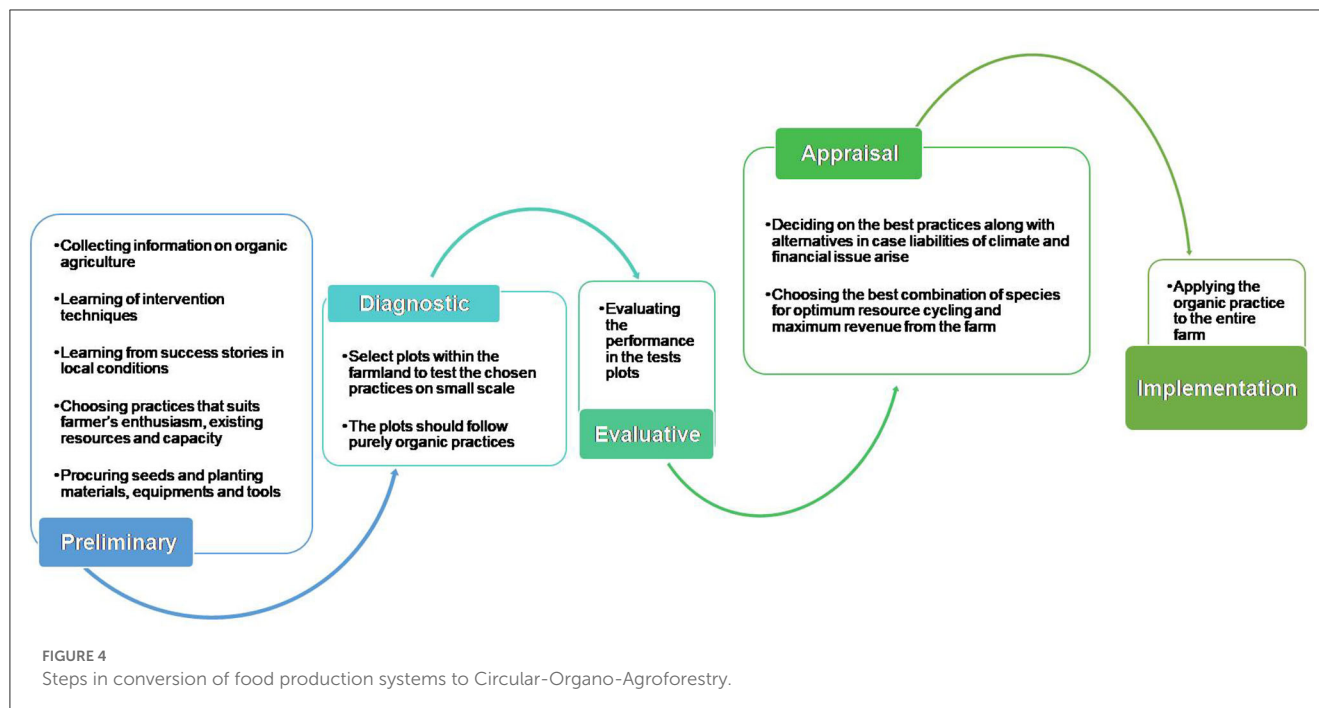 •Collecting information on organic
agriculture
•Learning of intervention
techniques
•Learning from success stories in
local conditions
•Choosing practices that suits
farmer's enthusiasm, existing
resources and capacity
•Procuring seeds and planting
materials, equipments and tools
Preliminary
Diagnostic
•Select plots within the
farmland to test the chosen
practices on small scale
•The plots should follow
purely organic practices
•Evaluating
the
performance
in the tests
plots
Evaluative
Appraisal
•Deciding on the best practices along with
alternatives in case liabilities of climate and
financial issue arise
•Choosing the best combination of species
for optimum resource cycling and
maximum revenue from the farm
•Applying the
organic practice
to the entire
farm
Implementation
FIGURE 4
Steps in conversion of food production systems to Circular-Organo-Agroforestry.